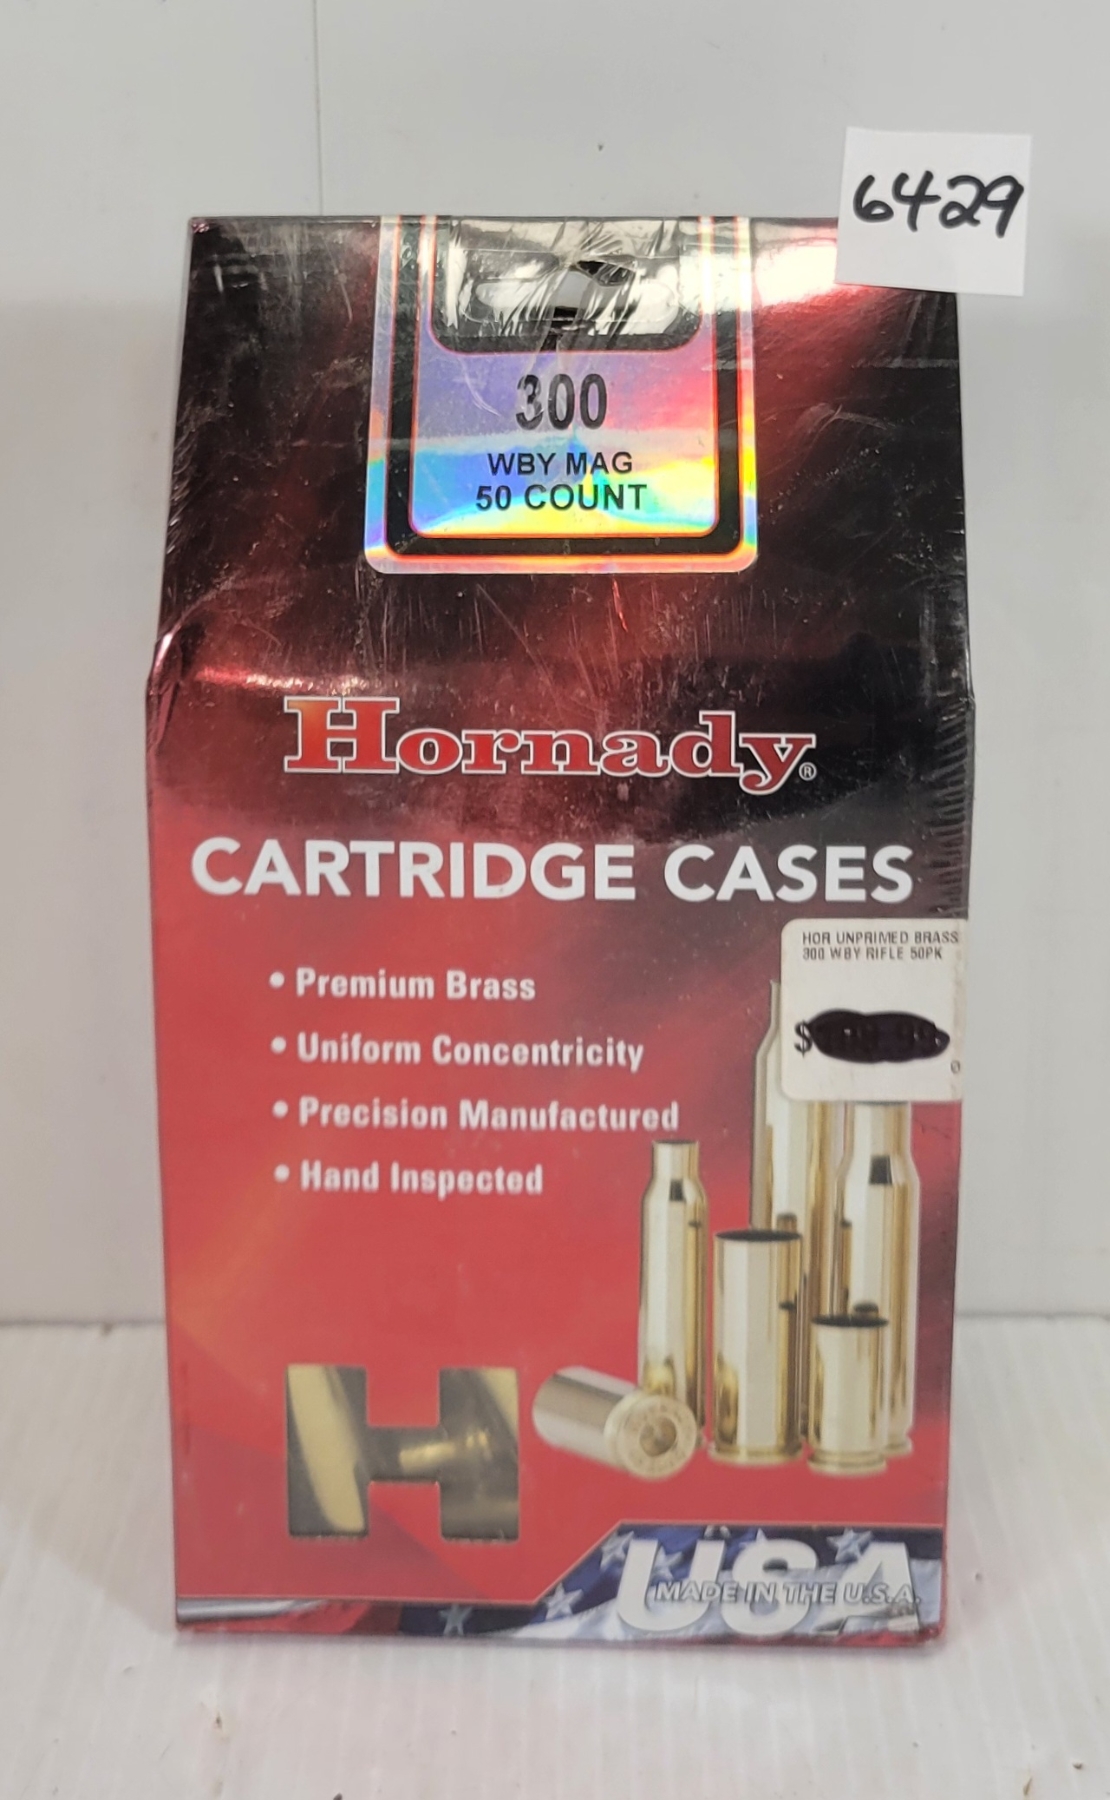 6429
300
WBY MAG
50 COUNT
Hornady®
CARTRIDGE CASES
HOR UNPRIMED BRASS
300 WBY RIFLE 50PK
$
• Premium Brass
• Uniform Concentricity
• Precision Manufactured
• Hand Inspected
H
USA
MADE IN THE U.S.A.